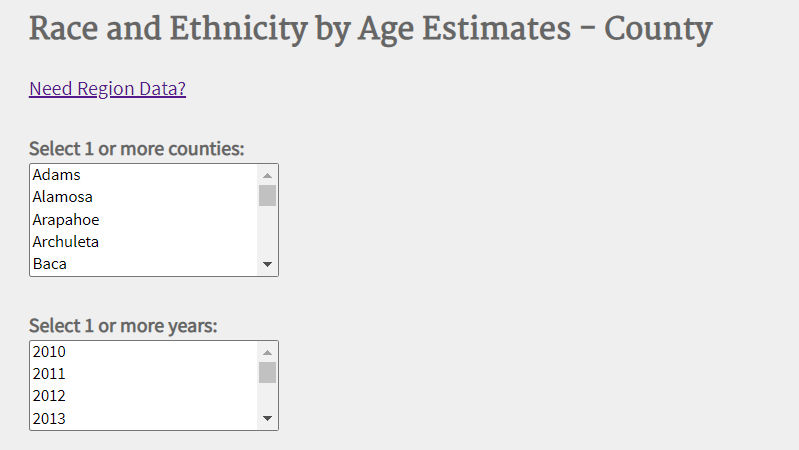 Race and Ethnicity by Age Estimates - County
Need Region Data?
Select 1 or more counties:
Adams
Alamosa
Arapahoe
Archuleta
Baca
Select 1 or more years:
2010
2011
2012
2013